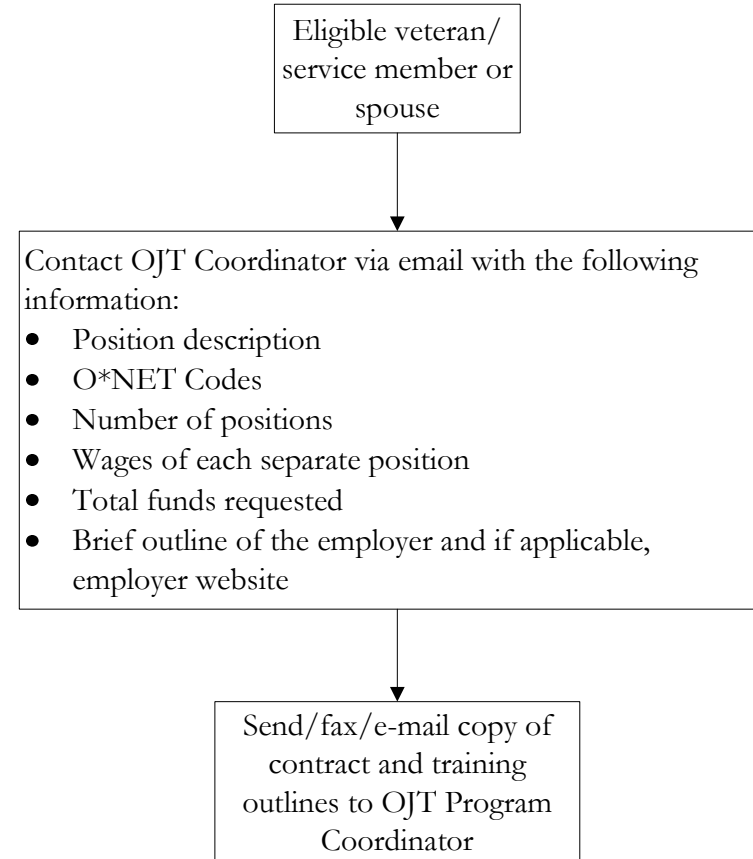 Eligible veteran/
service member or
spouse
Contact OJT Coordinator via email with the following
information:
• Position description
• O*NET Codes
• Number of positions
• Wages of each separate position
• Total funds requested
• Brief outline of the employer and if applicable,
employer website
Send/fax/e-mail copy of
contract and training
outlines to OJT Program
Coordinator